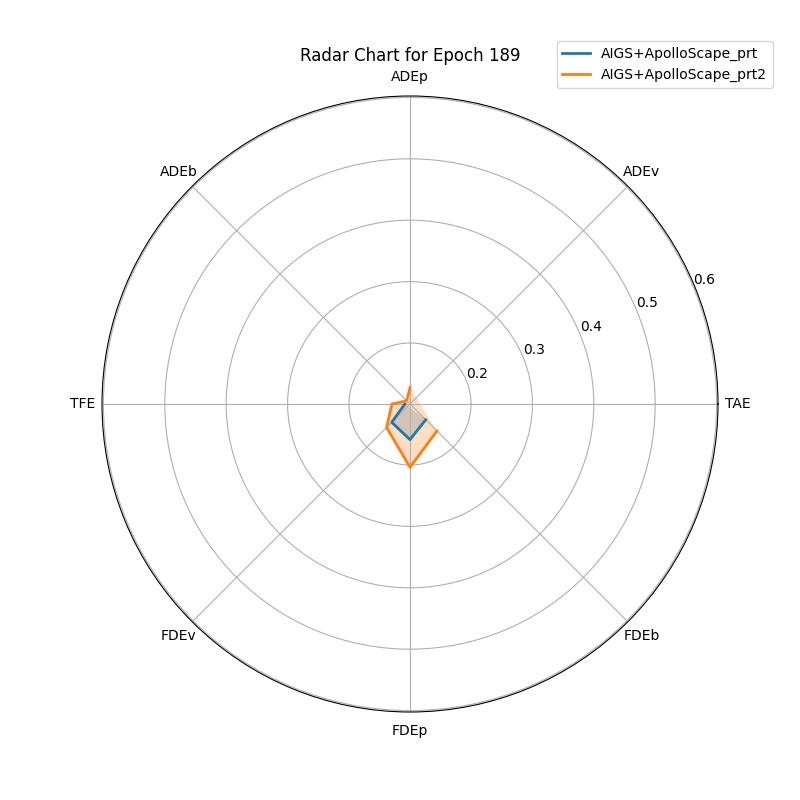 Radar Chart for Epoch 189
AIGS+ApolloScape_prt
AIGS+ApolloScape_prt2
ADEp
ADEb
ADEv
0.6
0.5
0.4
0.3
0.2
TFE
TAE
FDEv
FDEb
FDEp